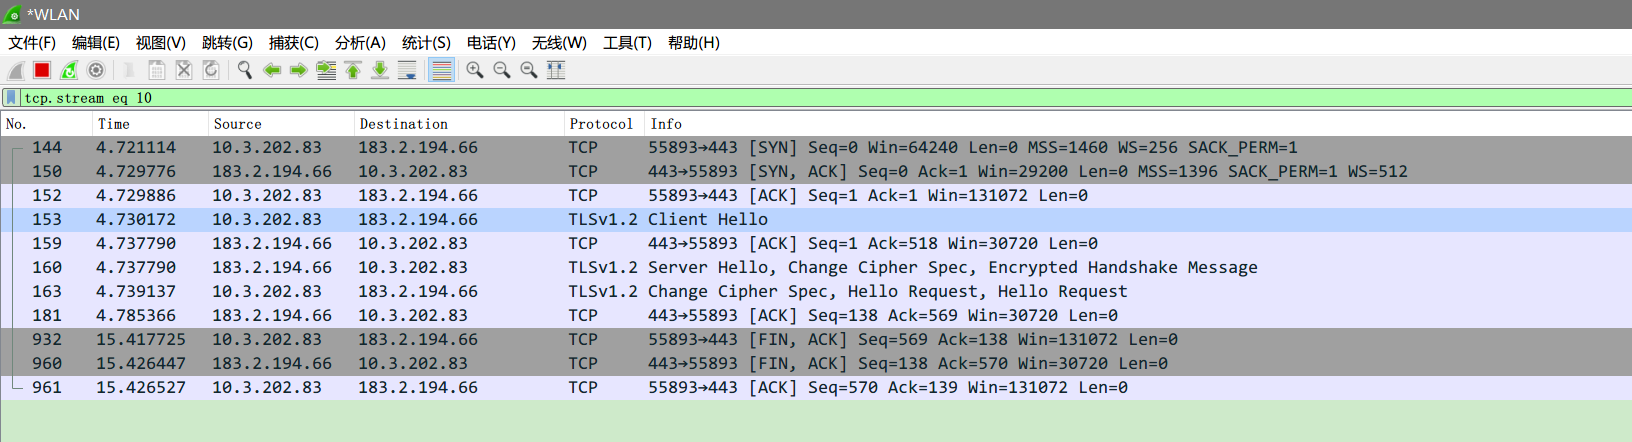 *WLAN
文件(F) 编辑(E) 视图(V) 跳转(G) 捕获(C) 分析(A) 统计(S) 电话(Y) 无线(W) 工具(T) 帮助(H)
tcp.stream eq 10
No. Time Source Destination Protocol Info
144 4.721114 10.3.202.83 183.2.194.66 TCP 55893→443 [SYN] Seq=0 Win=64240 Len=0 MSS=1460 WS=256 SACK_PERM=1
150 4.729776 183.2.194.66 10.3.202.83 TCP 443→55893 [SYN, ACK] Seq=0 Ack=1 Win=29200 Len=0 MSS=1396 SACK_PERM=1 WS=512
152 4.729886 10.3.202.83 183.2.194.66 TCP 55893→443 [ACK] Seq=1 Ack=1 Win=131072 Len=0
153 4.730172 10.3.202.83 183.2.194.66 TLSv1.2 Client Hello
159 4.737790 183.2.194.66 10.3.202.83 TCP 443→55893 [ACK] Seq=1 Ack=518 Win=30720 Len=0
160 4.737790 183.2.194.66 10.3.202.83 TLSv1.2 Server Hello, Change Cipher Spec, Encrypted Handshake Message
163 4.739137 10.3.202.83 183.2.194.66 TLSv1.2 Change Cipher Spec, Hello Request, Hello Request
181 4.785366 183.2.194.66 10.3.202.83 TCP 443→55893 [ACK] Seq=138 Ack=569 Win=30720 Len=0
932 15.417725 10.3.202.83 183.2.194.66 TCP 55893→443 [FIN, ACK] Seq=569 Ack=138 Win=131072 Len=0
960 15.426447 183.2.194.66 10.3.202.83 TCP 443→55893 [FIN, ACK] Seq=138 Ack=570 Win=30720 Len=0
961 15.426527 10.3.202.83 183.2.194.66 TCP 55893→443 [ACK] Seq=570 Ack=139 Win=131072 Len=0